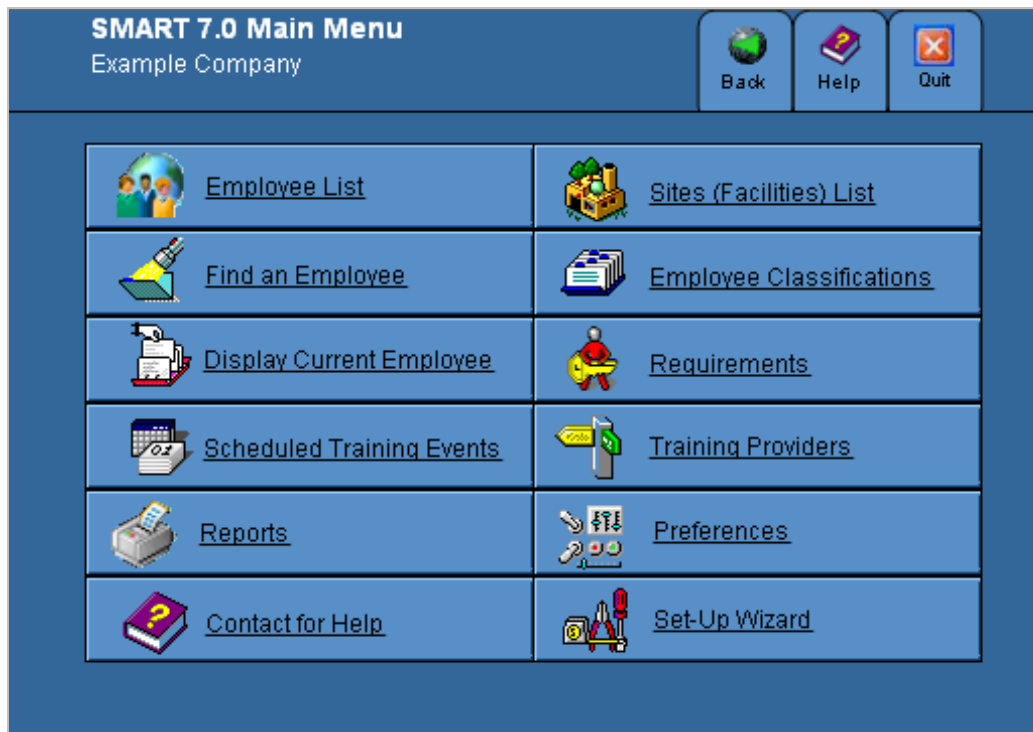 SMART 7.0 Main Menu
Example Company
Back
Help
Quit
Employee List
Sites (Facilities) List
Find an Employee
Employee Classifications
Display Current Employee
Requirements
Scheduled Training Events
Training Providers
Reports
Preferences
Contact for Help
Set-Up Wizard